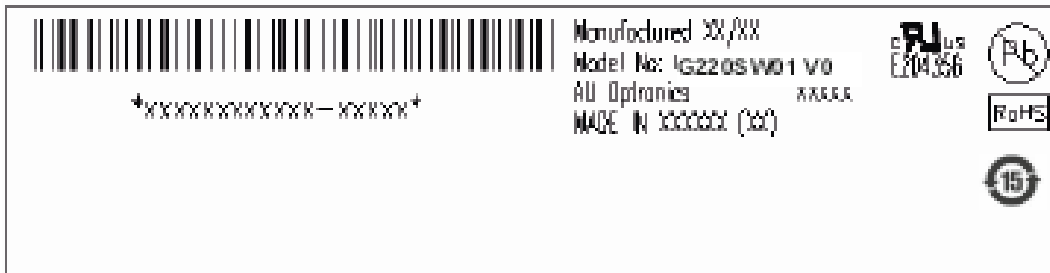 *XXXXXXXXXXXX-XXXXX*
Manufactured XX/XX
Model No: G220SW01 V0
AU Optronics XXXXX
MADE IN XXXXXXX (XX)
c us
E204356
Pb
RoHS
15